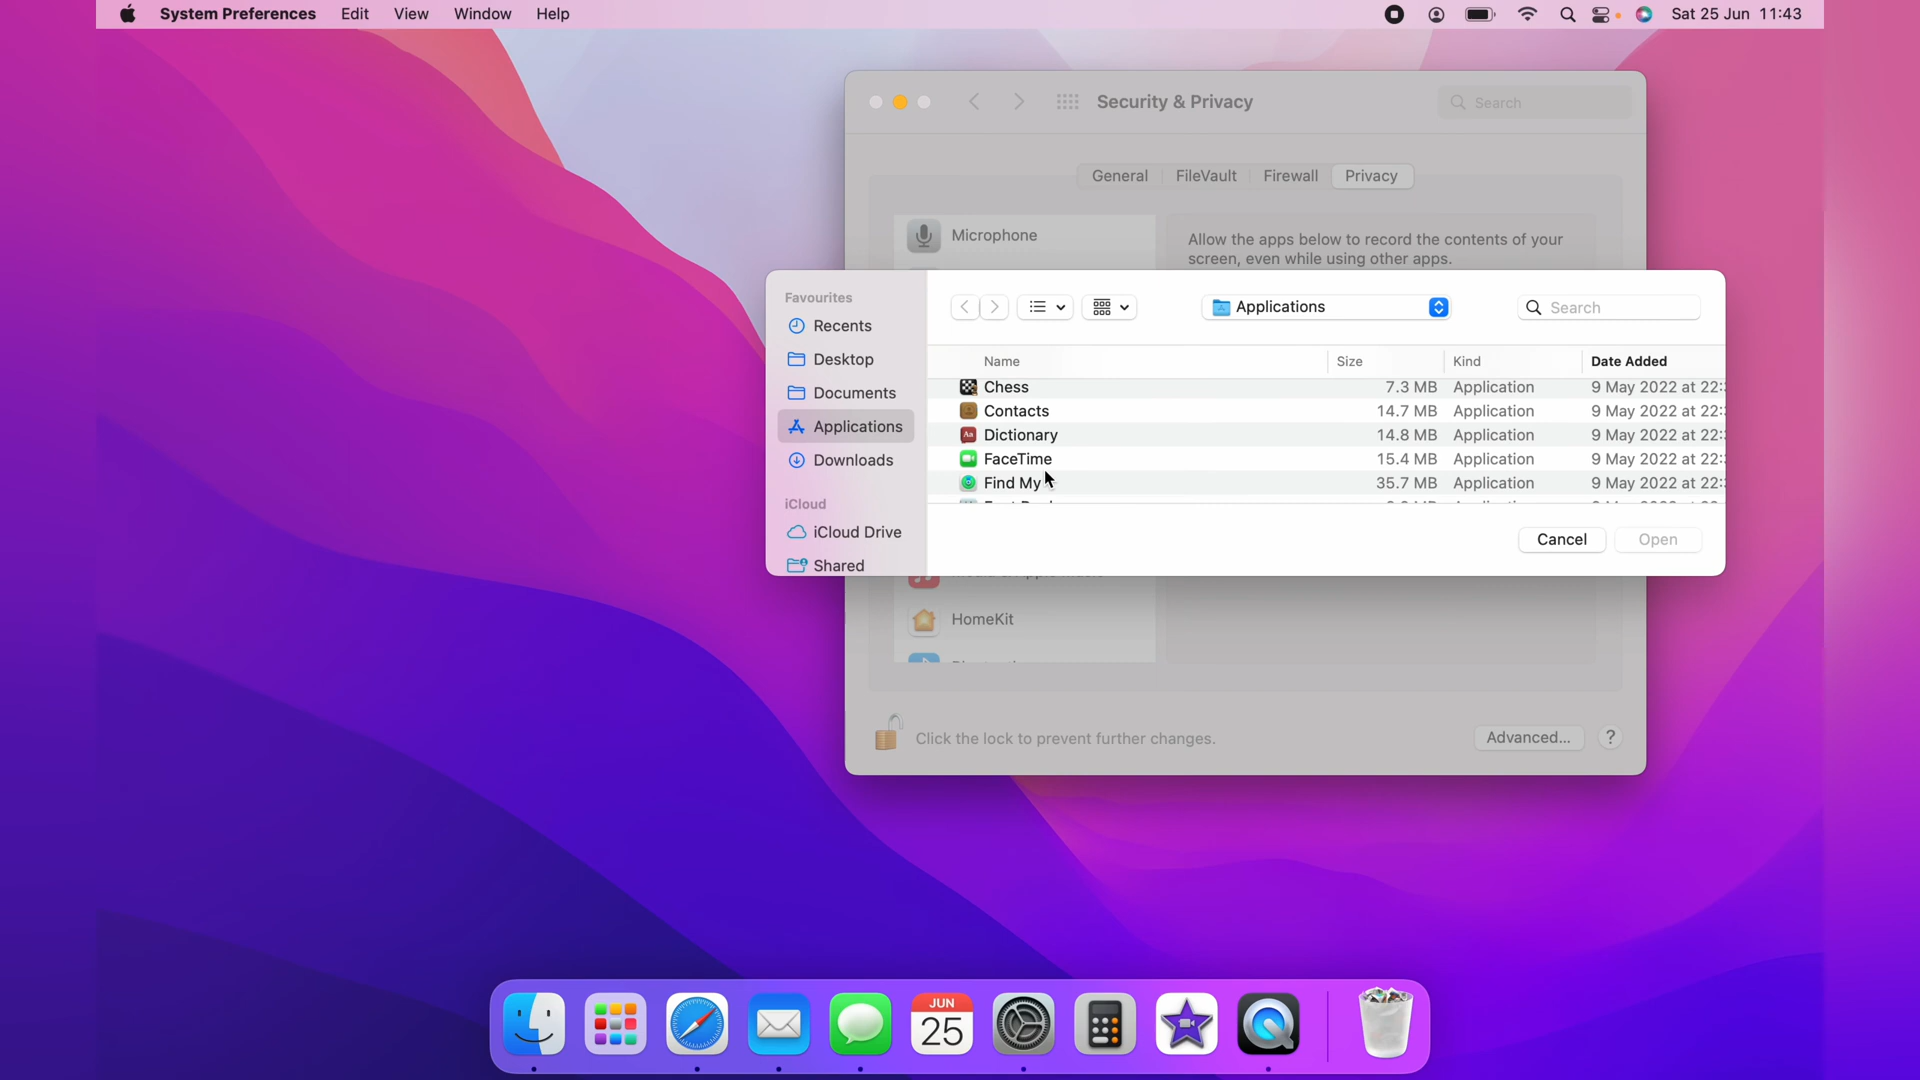 System Preferences Edit View Window Help Sat 25 Jun 11:43
Security & Privacy Search
General FileVault Firewall Privacy
Microphone
Allow the apps below to record the contents of your
screen, even while using other apps.
Favourites
Recents
Desktop
Documents
Applications
Downloads
iCloud
iCloud Drive
Shared
Applications Search
Name Size Kind Date Added
Chess 7.3 MB Application 9 May 2022 at 22:
Contacts 14.7 MB Application 9 May 2022 at 22:
Dictionary 14.8 MB Application 9 May 2022 at 22:
FaceTime 15.4 MB Application 9 May 2022 at 22:
Find My 35.7 MB Application 9 May 2022 at 22:
Cancel Open
HomeKit
Click the lock to prevent further changes. Advanced... ?
JUN
25